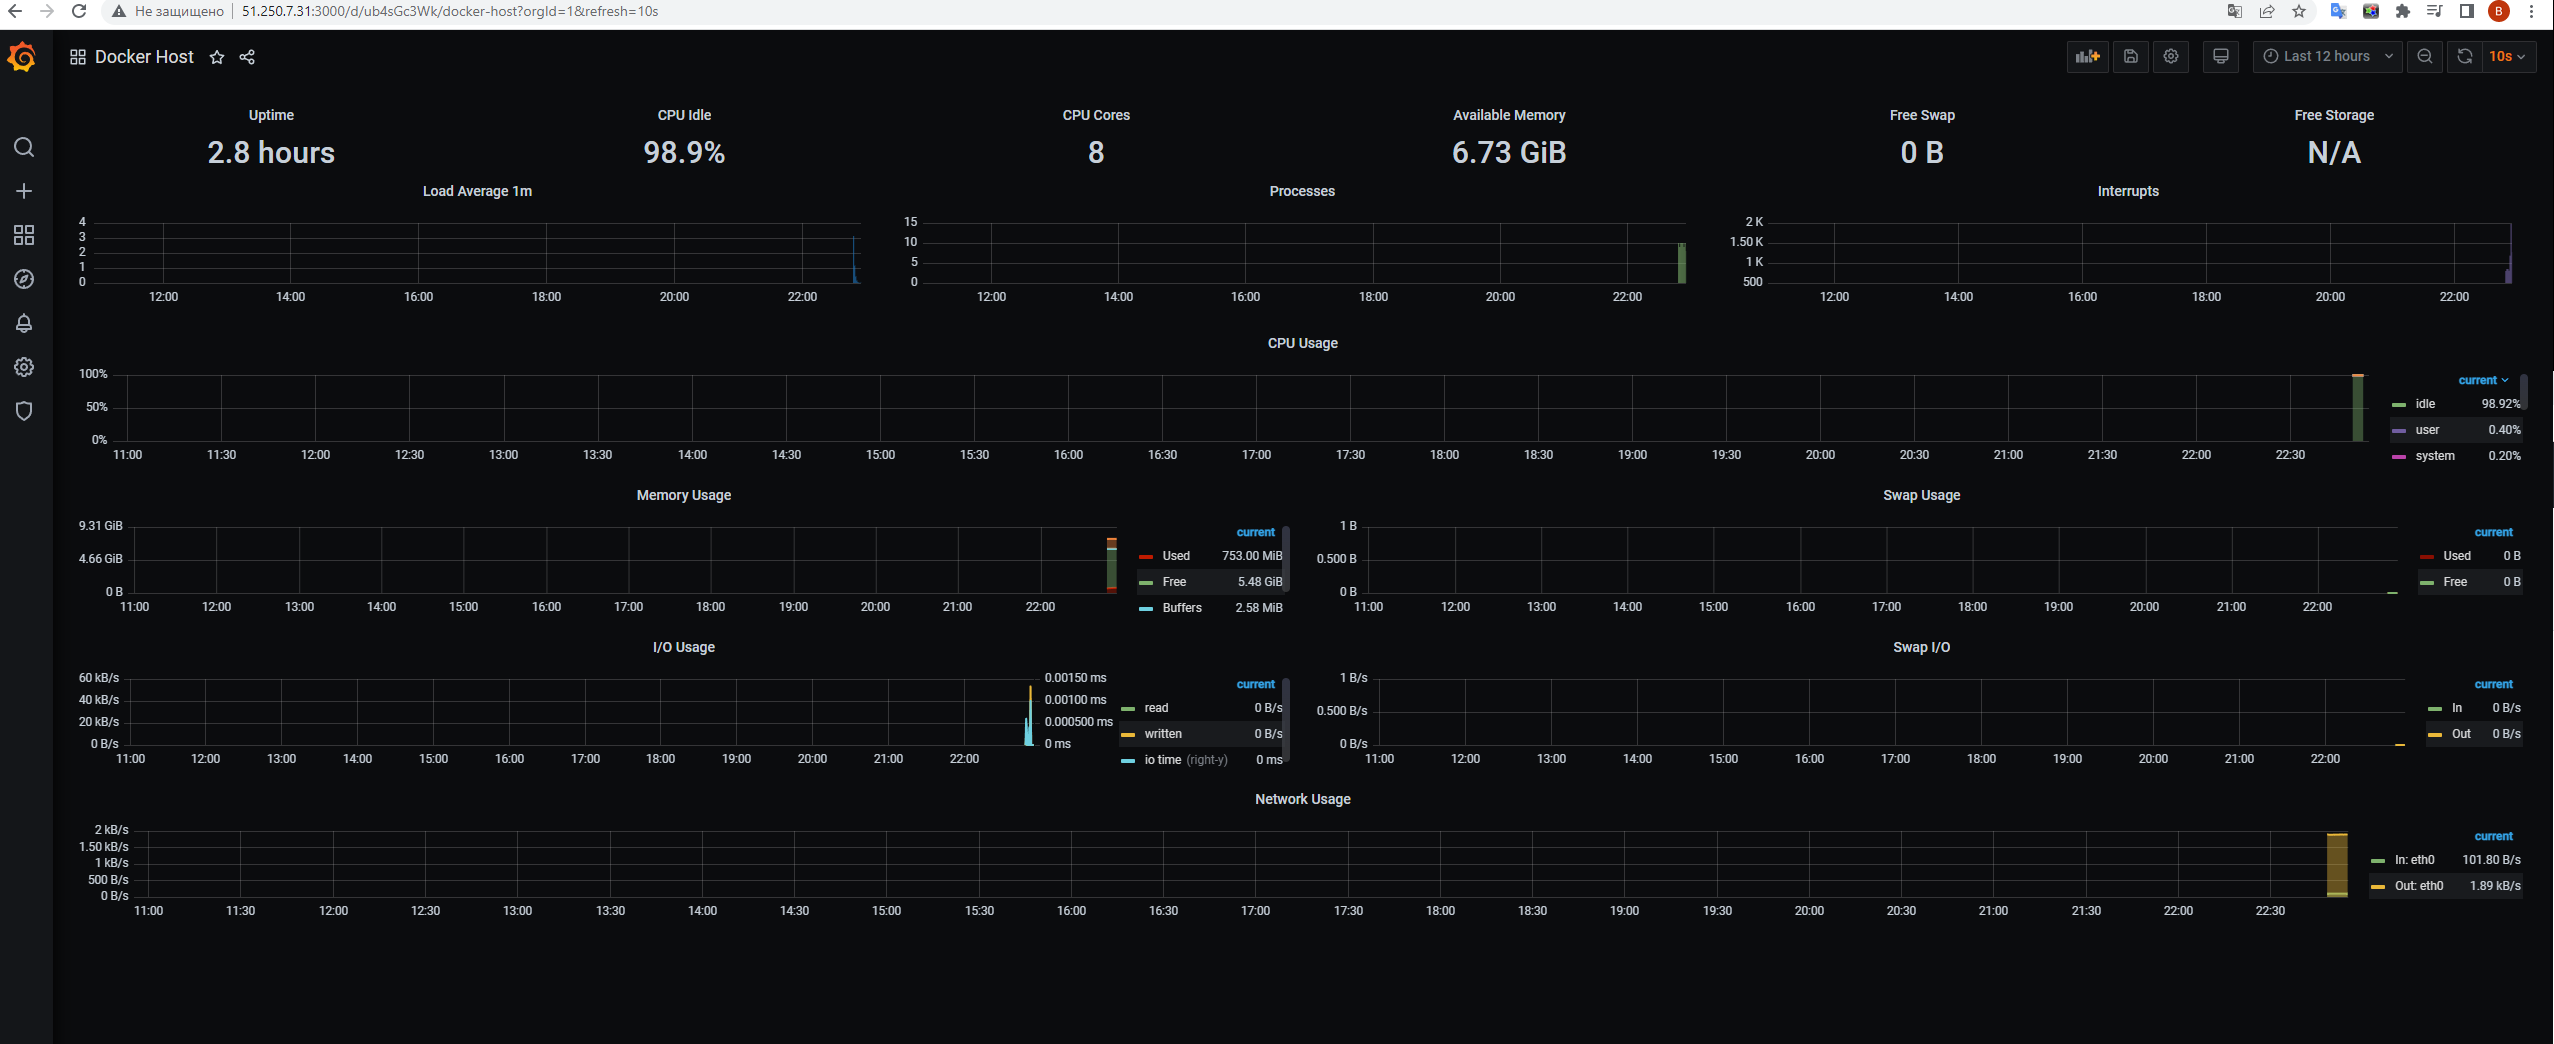 Не защищено 51.250.7.31:3000/d/ub4sGc3Wk/docker-host?orgId=1&refresh=10s
B
Docker Host
Last 12 hours
10s
Uptime CPU Idle CPU Cores Available Memory Free Swap Free Storage
2.8 hours 98.9% 8 6.73 GiB 0 B N/A
Load Average 1m
4
3
2
1
0
12:00 14:00 16:00 18:00 20:00 22:00
Processes
15
10
5
0
12:00 14:00 16:00 18:00 20:00 22:00
Interrupts
2 K
1.50 K
1 K
500
12:00 14:00 16:00 18:00 20:00 22:00
CPU Usage
100%
50%
0%
11:00 11:30 12:00 12:30 13:00 13:30 14:00 14:30 15:00 15:30 16:00 16:30 17:00 17:30 18:00 18:30 19:00 19:30 20:00 20:30 21:00 21:30 22:00 22:30
current
idle 98.92%
user 0.40%
system 0.20%
Memory Usage
9.31 GiB
4.66 GiB
0 B
11:00 12:00 13:00 14:00 15:00 16:00 17:00 18:00 19:00 20:00 21:00 22:00
current
Used 753.00 MiB
Free 5.48 GiB
Buffers 2.58 MiB
Swap Usage
1 B
0.500 B
0 B
11:00 12:00 13:00 14:00 15:00 16:00 17:00 18:00 19:00 20:00 21:00 22:00
current
Used 0 B
Free 0 B
I/O Usage
60 kB/s
40 kB/s
20 kB/s
0 B/s
11:00 12:00 13:00 14:00 15:00 16:00 17:00 18:00 19:00 20:00 21:00 22:00
0.00150 ms
0.00100 ms
0.000500 ms
0 ms
current
read 0 B/s
written 0 B/s
io time (right-y) 0 ms
Swap I/O
1 B/s
0.500 B/s
0 B/s
11:00 12:00 13:00 14:00 15:00 16:00 17:00 18:00 19:00 20:00 21:00 22:00
current
In 0 B/s
Out 0 B/s
Network Usage
2 kB/s
1.50 kB/s
1 kB/s
500 B/s
0 B/s
11:00 11:30 12:00 12:30 13:00 13:30 14:00 14:30 15:00 15:30 16:00 16:30 17:00 17:30 18:00 18:30 19:00 19:30 20:00 20:30 21:00 21:30 22:00 22:30
current
In: eth0 101.80 B/s
Out: eth0 1.89 kB/s